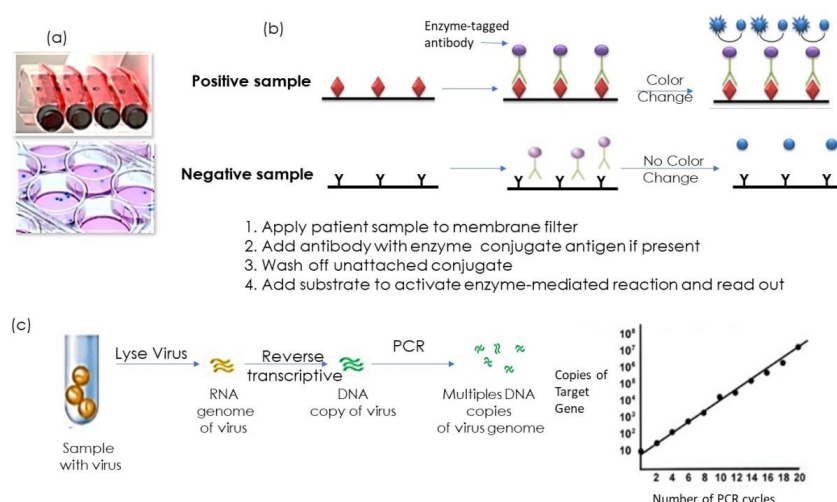 (a)
(b)
Enzyme-tagged
antibody
Positive sample
Color
Change
Negative sample
No Color
Change
Y Y Y
Y Y Y
Y Y Y
1. Apply patient sample to membrane filter
2. Add antibody with enzyme conjugate antigen if present
3. Wash off unattached conjugate
4. Add substrate to activate enzyme-mediated reaction and read out
(c)
Lyse Virus
Reverse
transcriptive
PCR
RNA
genome
of virus
DNA
copy of virus
Multiples DNA
copies
of virus genome
Sample
with virus
Copies of
Target
Gene
10⁸
10⁷
10⁶
10⁵
10⁴
10³
10²
10
2 4 6 8 10 12 14 16 18 20
Number of PCR cycles